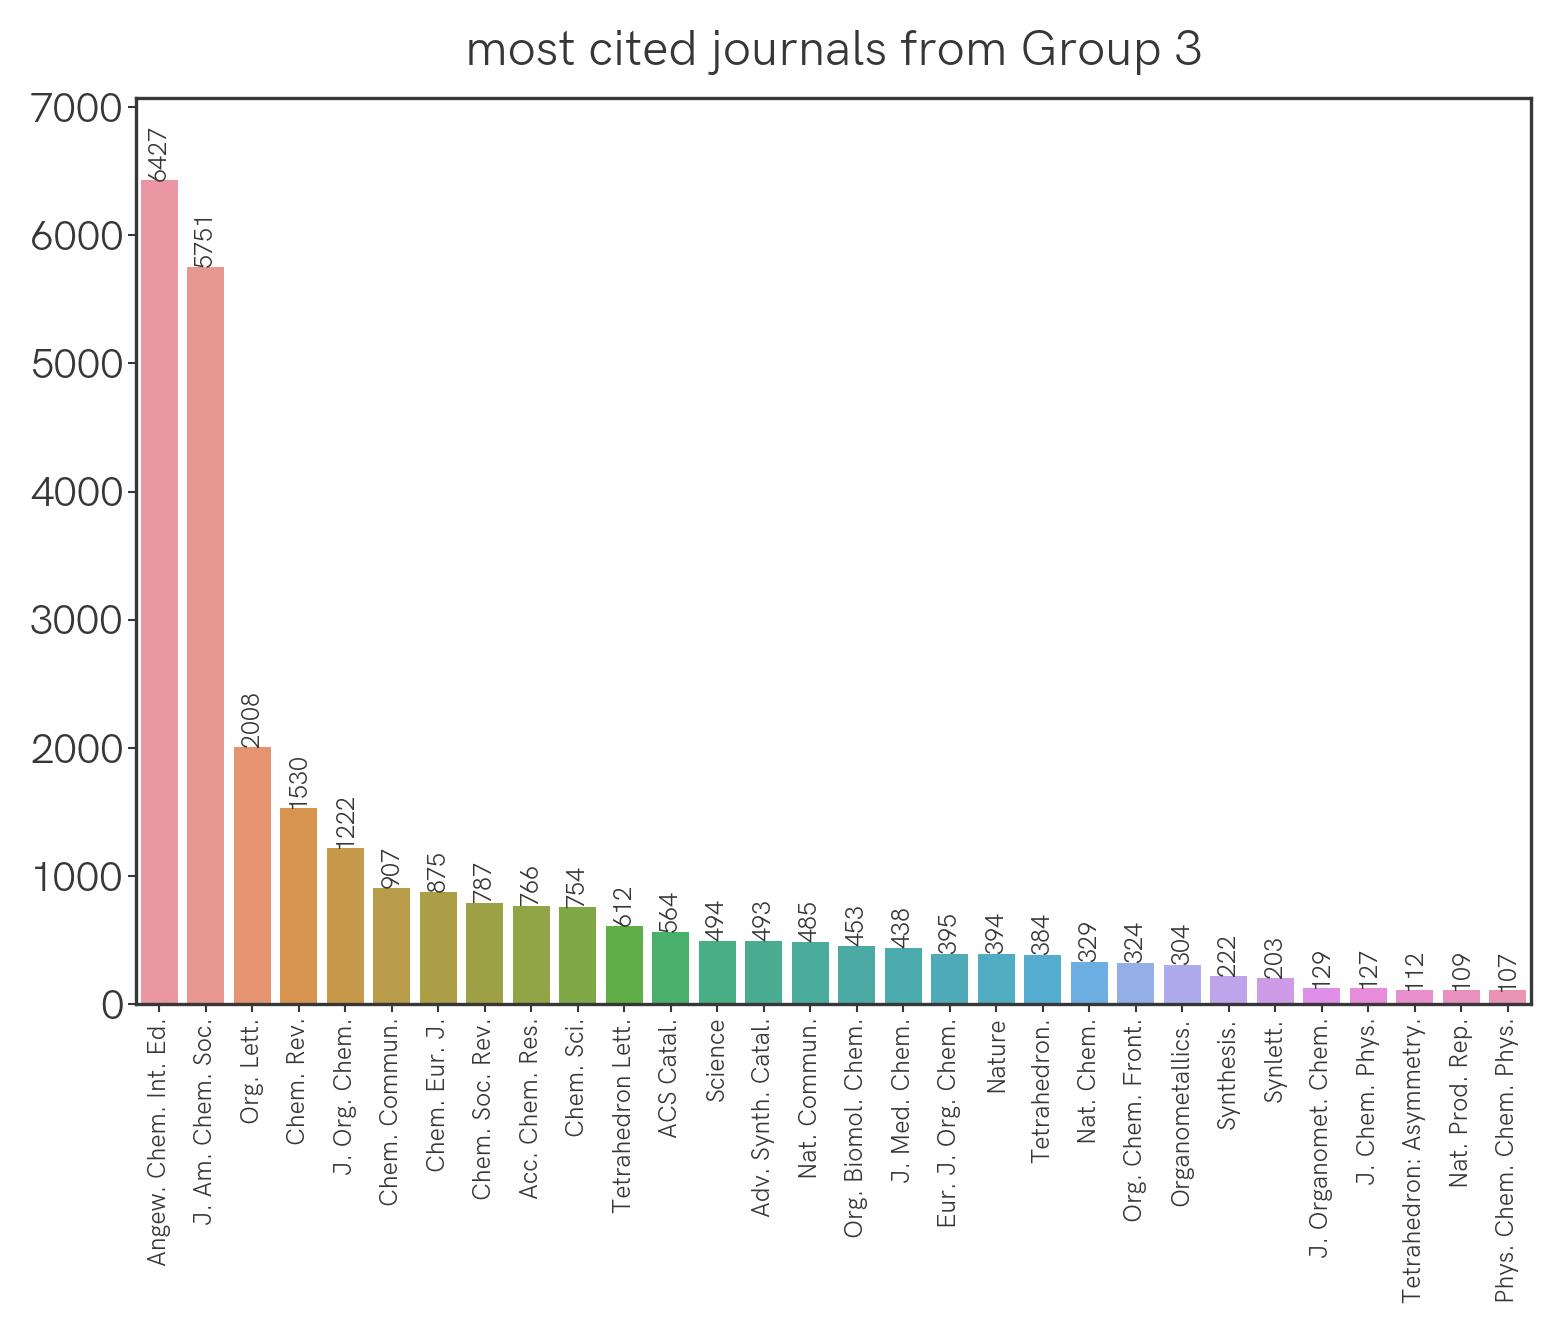 most cited journals from Group 3
7000
6000
5000
4000
3000
2000
1000
0
6427
5751
2008
1530
1222
907
875
787
766
754
612
564
494
493
485
453
438
395
394
384
329
324
304
222
203
129
127
112
109
107
Angew. Chem. Int. Ed.
J. Am. Chem. Soc.
Org. Lett.
Chem. Rev.
J. Org. Chem.
Chem. Commun.
Chem. Eur. J.
Chem. Soc. Rev.
Acc. Chem. Res.
Chem. Sci.
Tetrahedron Lett.
ACS Catal.
Science
Adv. Synth. Catal.
Nat. Commun.
Org. Biomol. Chem.
J. Med. Chem.
Eur. J. Org. Chem.
Nature
Tetrahedron.
Nat. Chem.
Org. Chem. Front.
Organometallics.
Synthesis.
Synlett.
J. Organomet. Chem.
J. Chem. Phys.
Tetrahedron: Asymmetry.
Nat. Prod. Rep.
Phys. Chem. Chem. Phys.